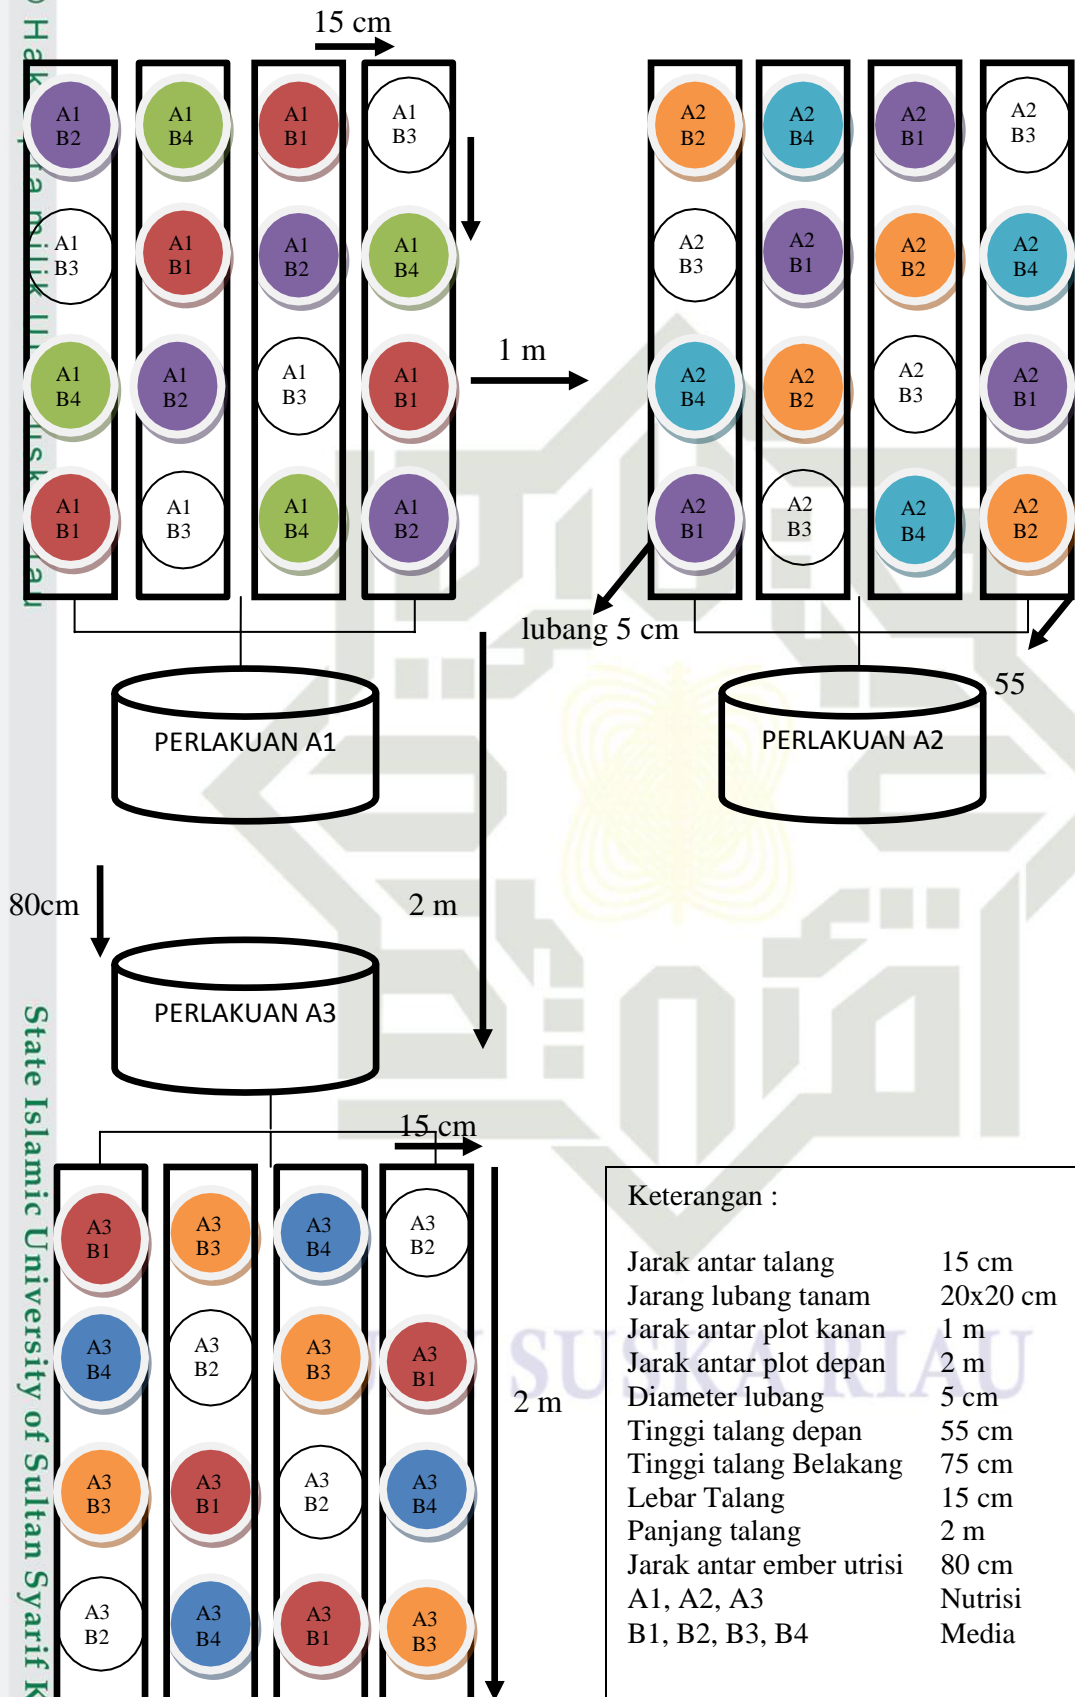 15 cm
A1 A1 A1 A1
B2 B4 B1 B3
A2 A2 A2 A2
B2 B4 B1 B3
A1 A1 A1 A1
B3 B1 B2 B4
A2 A2 A2 A2
B3 B1 B2 B4
1 m
A1 A1 A1 A1
B4 B2 B3 B1
A2 A2 A2 A2
B4 B2 B3 B1
A1 A1 A1 A1
B1 B3 B4 B2
A2 A2 A2 A2
B1 B3 B4 B2
lubang 5 cm
55
PERLAKUAN A1
PERLAKUAN A2
80cm
2 m
PERLAKUAN A3
15 cm
A3 A3 A3 A3
B1 B3 B4 B2
A3 A3 A3 A3
B4 B2 B3 B1
2 m
A3 A3 A3 A3
B3 B1 B2 B4
A3 A3 A3 A3
B2 B4 B1 B3
Keterangan :
Jarak antar talang 15 cm
Jarang lubang tanam 20x20 cm
Jarak antar plot kanan 1 m
Jarak antar plot depan 2 m
Diameter lubang 5 cm
Tinggi talang depan 55 cm
Tinggi talang Belakang 75 cm
Lebar Talang 15 cm
Panjang talang 2 m
Jarak antar ember utrisi 80 cm
A1, A2, A3 Nutrisi
B1, B2, B3, B4 Media
SUSKA RIAU
State Islamic University of Sultan Syarif